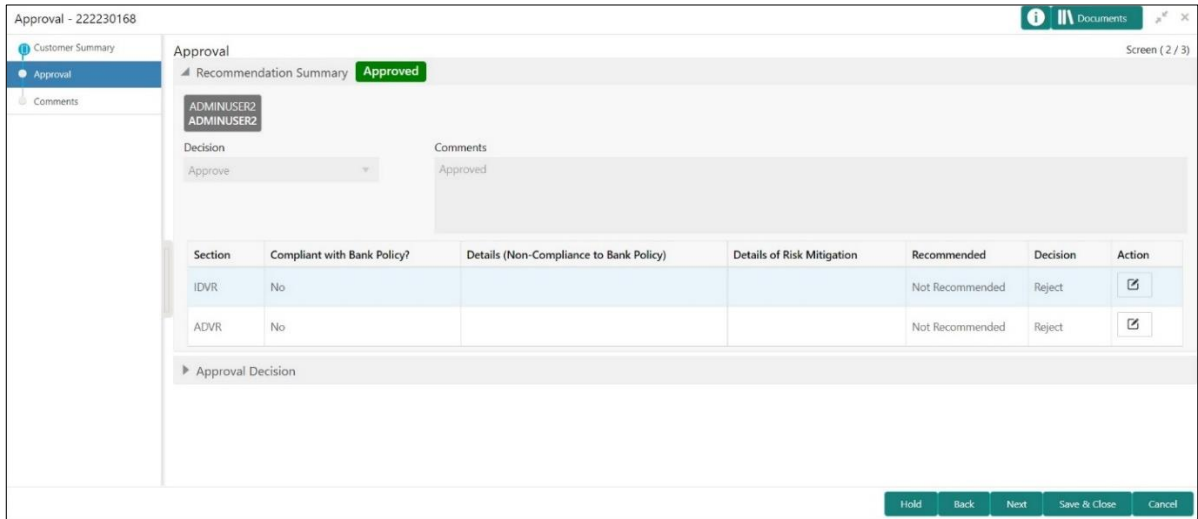 Approval - 222230168
i Documents
Customer Summary
Approval
Comments
Approval
Screen ( 2 / 3)
Recommendation Summary Approved
ADMINUSER2
ADMINUSER2
Decision Comments
Approve Approved
Section Compliant with Bank Policy? Details (Non-Compliance to Bank Policy) Details of Risk Mitigation Recommended Decision Action
IDVR No Not Recommended Reject
ADVR No Not Recommended Reject
Approval Decision
Hold Back Next Save & Close Cancel